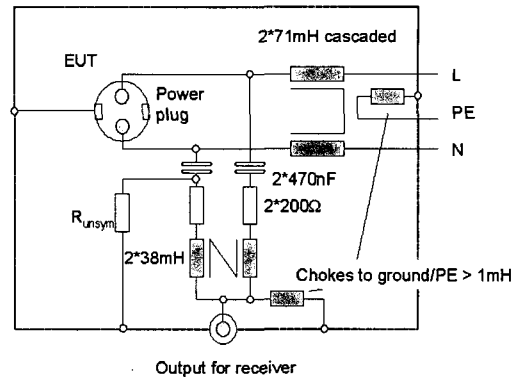 2*71mH cascaded
EUT
Power
plug
L
PE
N
2*470nF
2*200Ω
Runsym
2*38mH
Chokes to ground/PE > 1mH
Output for receiver